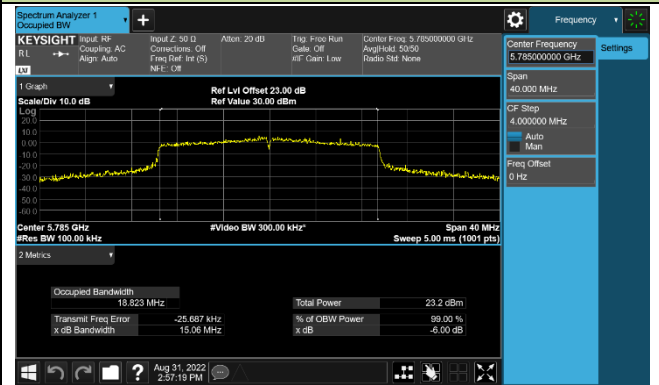 Spectrum Analyzer 1
Occupied BW
Frequency
KEYSIGHT
RL
LXI
Input: RF
Coupling: AC
Align: Auto
Input Z: 50 Ω
Corrections: Off
Freq Ref: Int (S)
NFE: Off
Atten: 20 dB
Trig: Free Run
Gate: Off
#IF Gain: Low
Center Freq: 5.785000000 GHz
Avg|Hold: 50/50
Radio Std: None
Center Frequency
5.785000000 GHz
Settings
Span
40.000 MHz
CF Step
4.000000 MHz
Auto
Man
Freq Offset
0 Hz
1 Graph
Scale/Div 10.0 dB
Ref Lvl Offset 23.00 dB
Ref Value 30.00 dBm
Log
20.0
10.0
0.00
-10.0
-20.0
-30.0
-40.0
-50.0
-60.0
Center 5.785 GHz
#Res BW 100.00 kHz
#Video BW 300.00 kHz*
Span 40 MHz
Sweep 5.00 ms (1001 pts)
2 Metrics
Occupied Bandwidth
18.823 MHz
Total Power 23.2 dBm
Transmit Freq Error -25.687 kHz
% of OBW Power 99.00 %
x dB Bandwidth 15.06 MHz
x dB -6.00 dB
?
Aug 31, 2022
2:57:19 PM